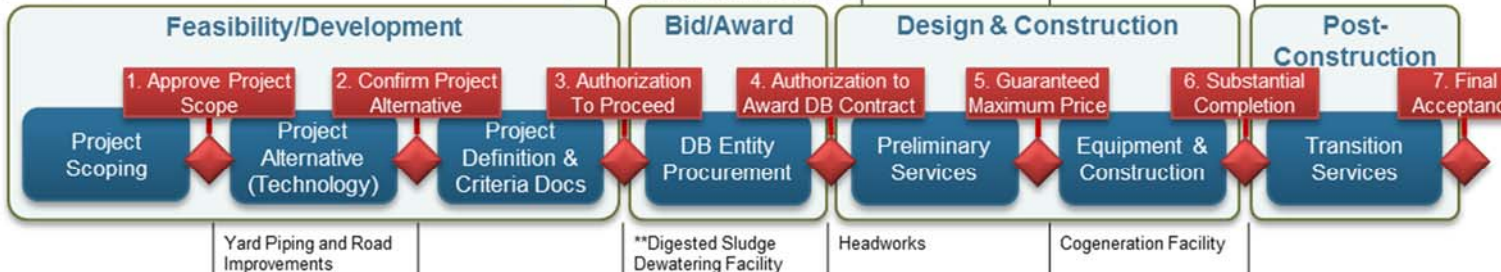 Feasibility/Development
Bid/Award
Design & Construction
Post-
Construction
1. Approve Project
Scope
2. Confirm Project
Alternative
3. Authorization
To Proceed
4. Authorization to
Award DB Contract
5. Guaranteed
Maximum Price
6. Substantial
Completion
7. Final
Acceptanc
Project
Scoping
Project
Alternative
(Technology)
Project
Definition &
Criteria Docs
DB Entity
Procurement
Preliminary
Services
Equipment &
Construction
Transition
Services
Yard Piping and Road
Improvements
**Digested Sludge
Dewatering Facility
Headworks
Cogeneration Facility